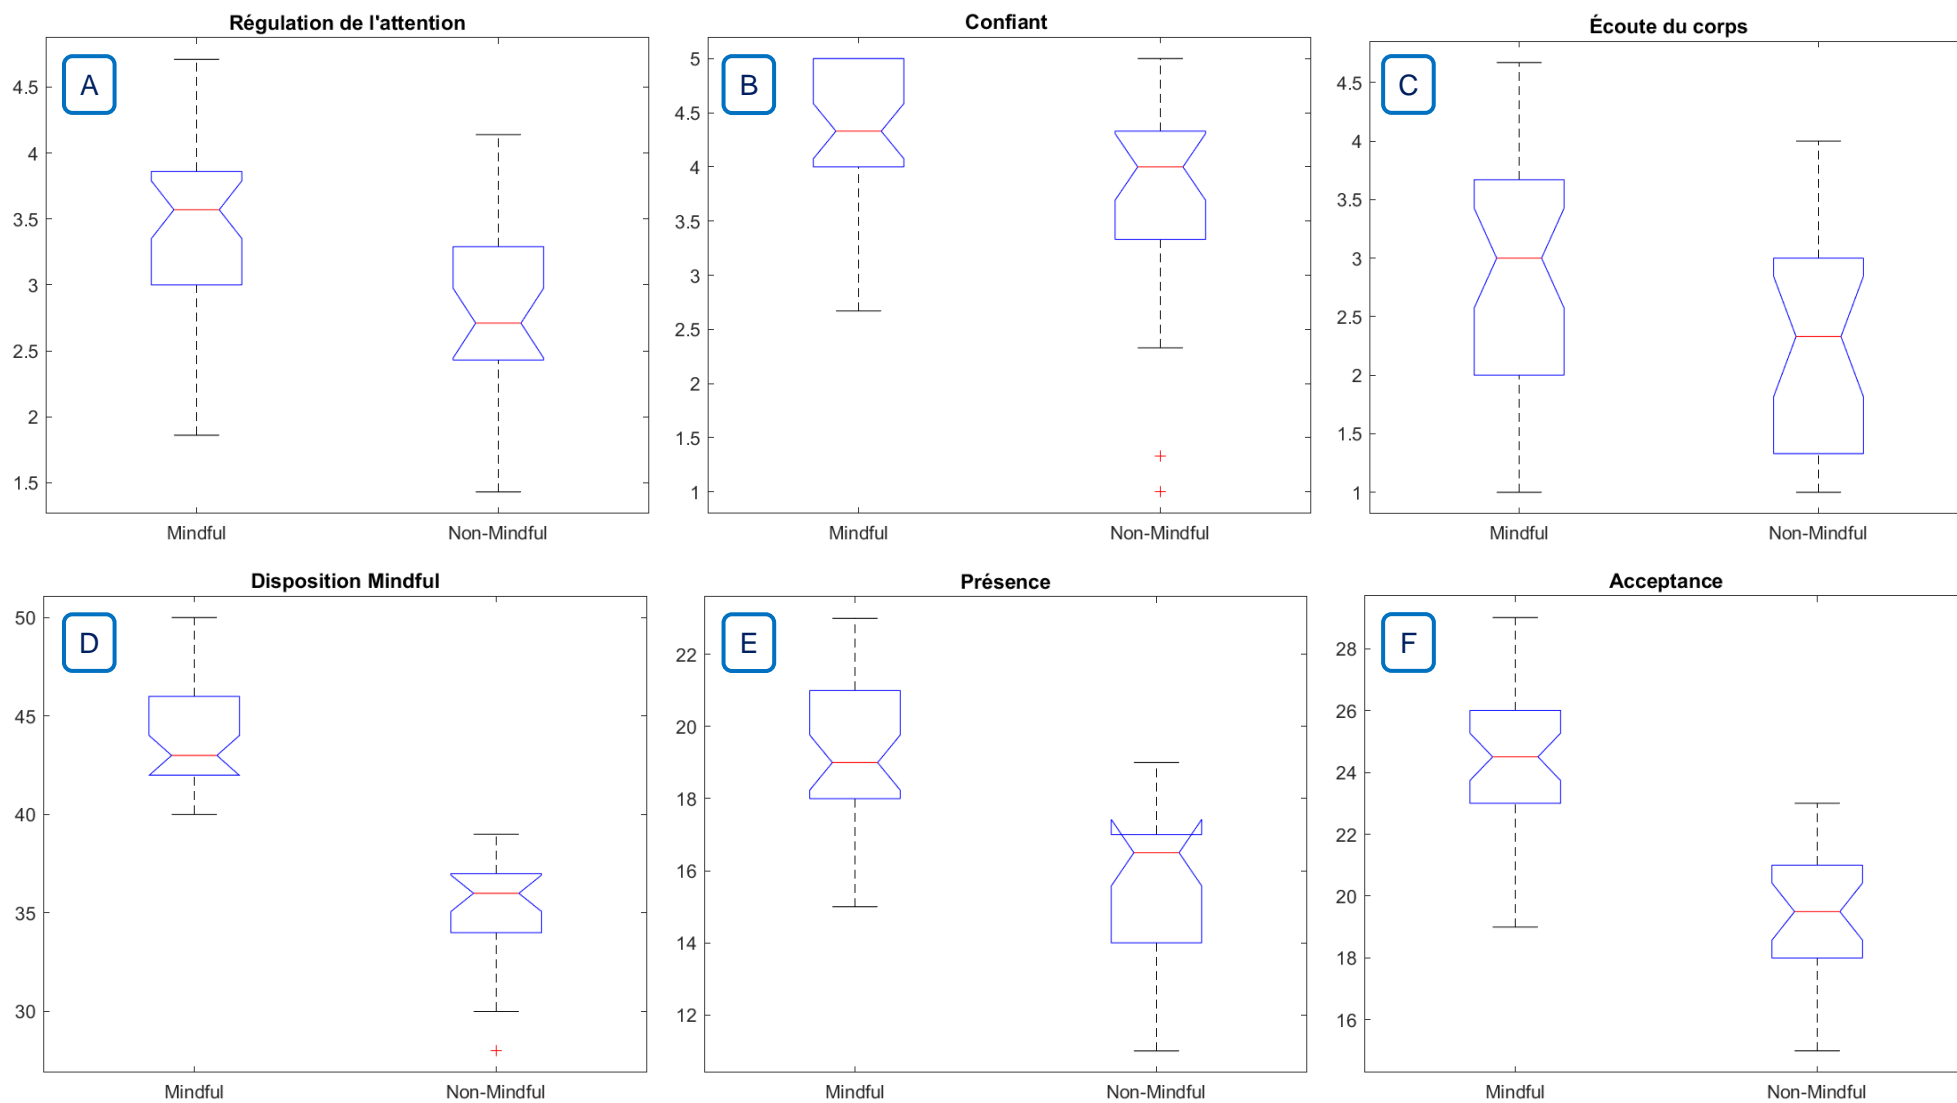 Régulation de l'attention
A
4.5
4
3.5
3
2.5
2
1.5
Mindful Non-Mindful
Confiant
B
5
4.5
4
3.5
3
2.5
2
1.5
1
Mindful Non-Mindful
Écoute du corps
C
4.5
4
3.5
3
2.5
2
1.5
1
Mindful Non-Mindful
Disposition Mindful
D
50
45
40
35
30
Mindful Non-Mindful
Présence
E
22
20
18
16
14
12
Mindful Non-Mindful
Acceptance
F
28
26
24
22
20
18
16
Mindful Non-Mindful